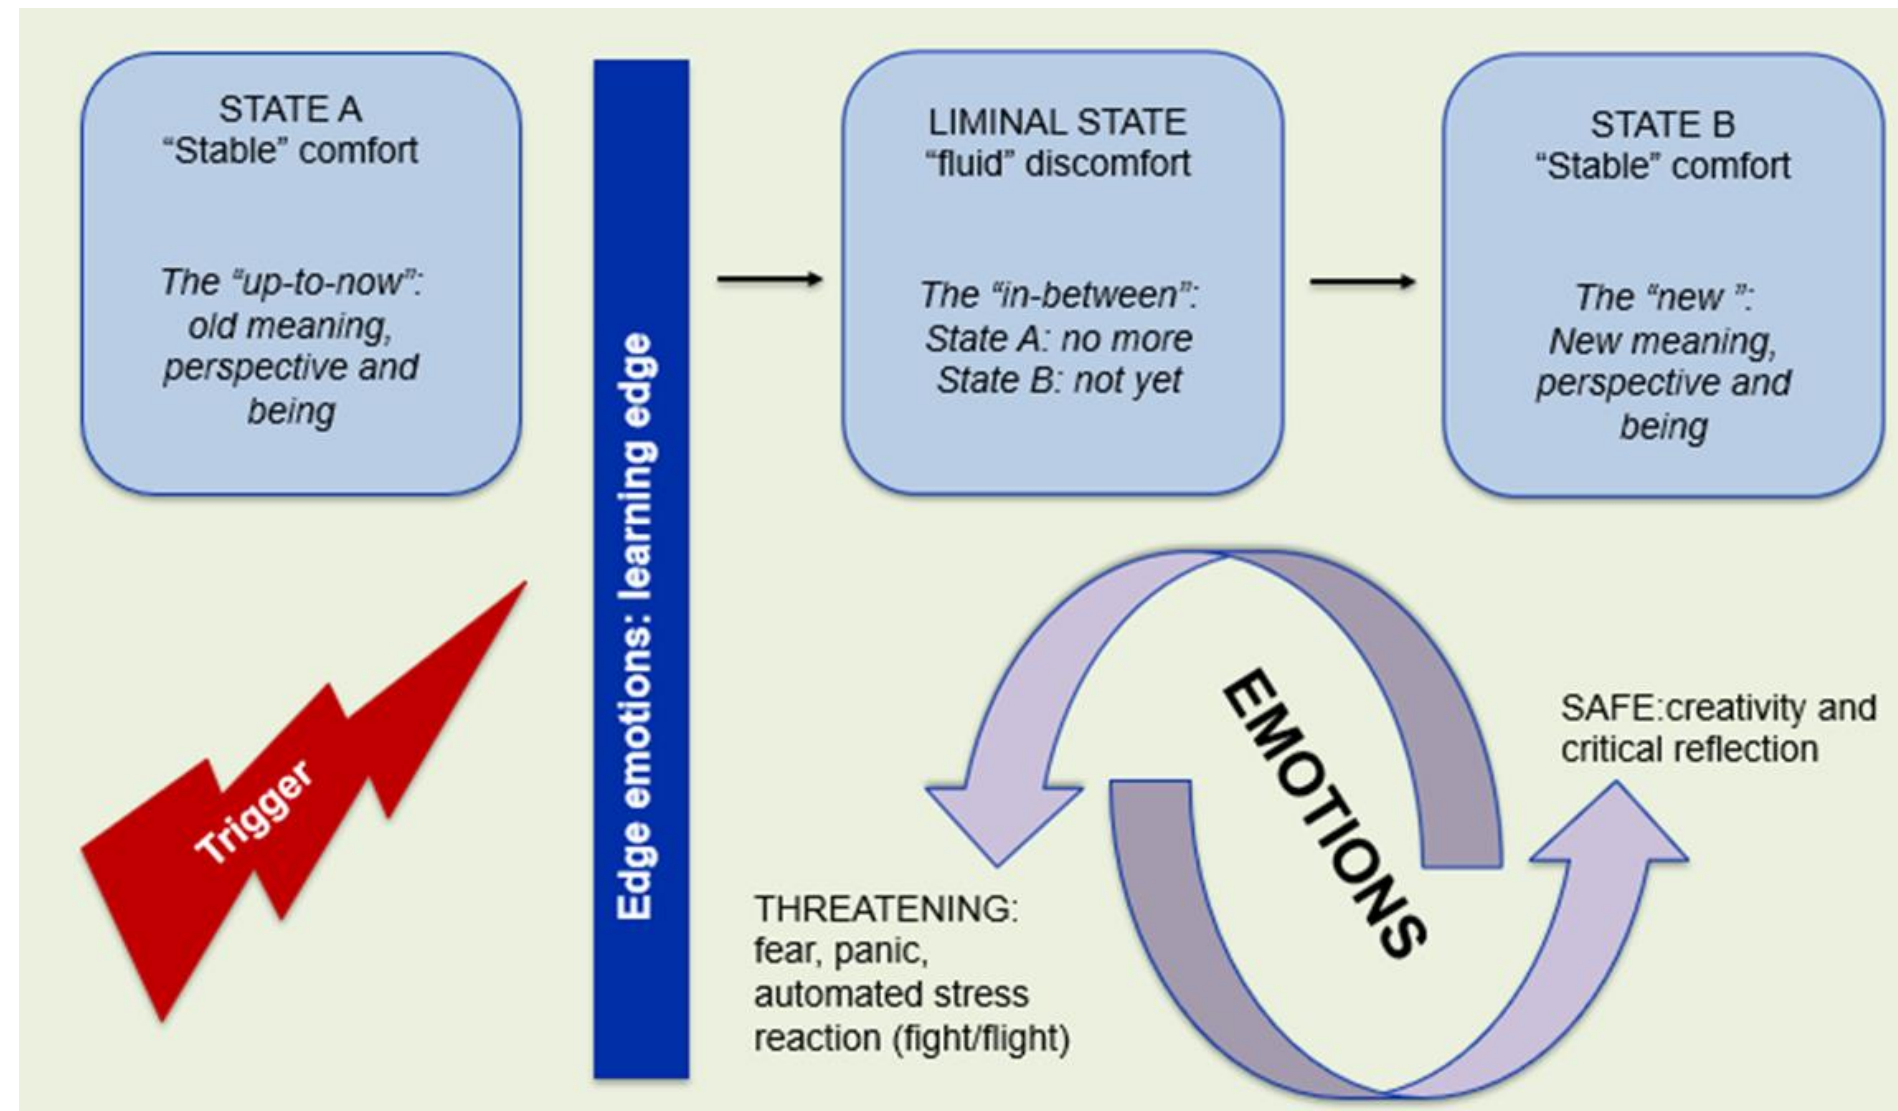 STATE A
“Stable” comfort
The “up-to-now”:
old meaning,
perspective and
being
Edge emotions: learning edge
LIMINAL STATE
“fluid” discomfort
The “in-between”:
State A: no more
State B: not yet
STATE B
“Stable” comfort
The “new ”:
New meaning,
perspective and
being
Trigger
EMOTIONS
THREATENING:
fear, panic,
automated stress
reaction (fight/flight)
SAFE:creativity and
critical reflection